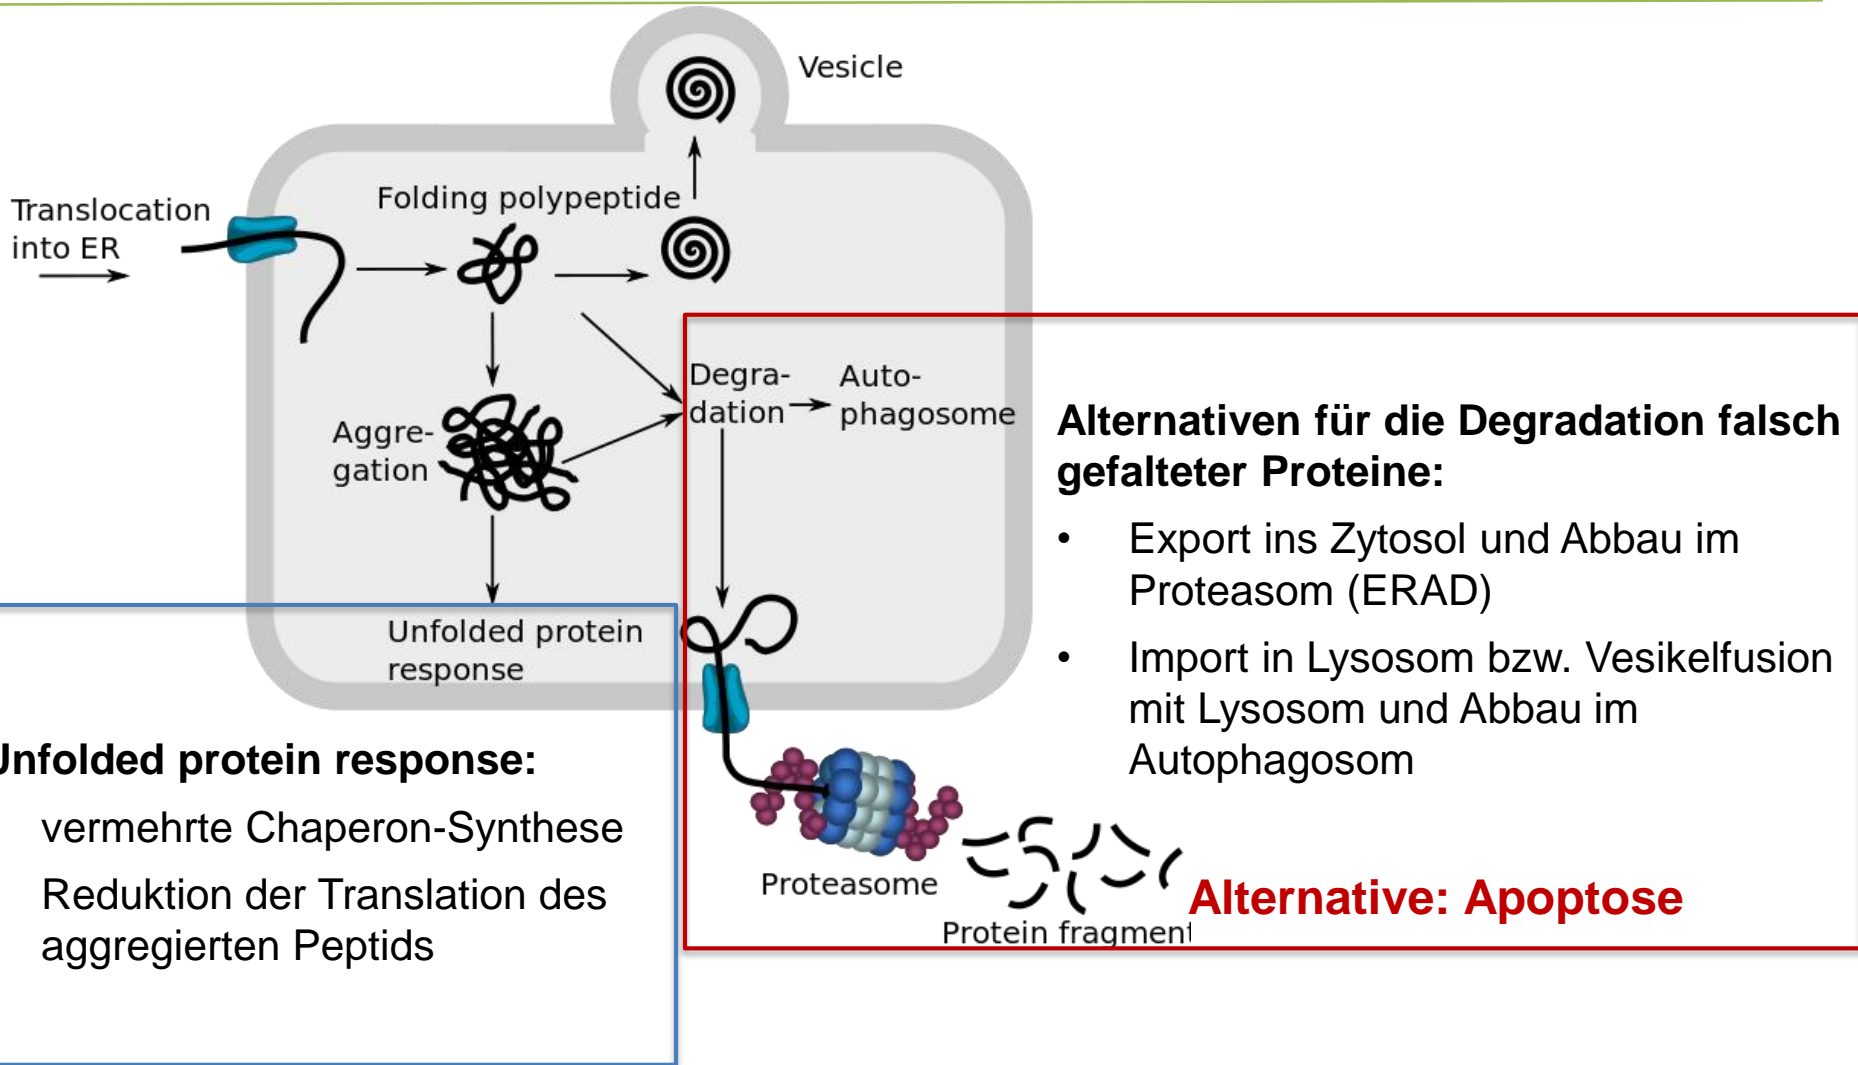 Vesicle
Translocation
into ER
Folding polypeptide
Aggre-
gation
Degra-
dation
Auto-
phagosome
Unfolded protein
response
Proteasome
Protein fragment
Alternativen für die Degradation falsch
gefalteter Proteine:
• Export ins Zytosol und Abbau im
Proteasom (ERAD)
• Import in Lysosom bzw. Vesikelfusion
mit Lysosom und Abbau im
Autophagosom
Alternative: Apoptose
Unfolded protein response:
vermehrte Chaperon-Synthese
Reduktion der Translation des
aggregierten Peptids